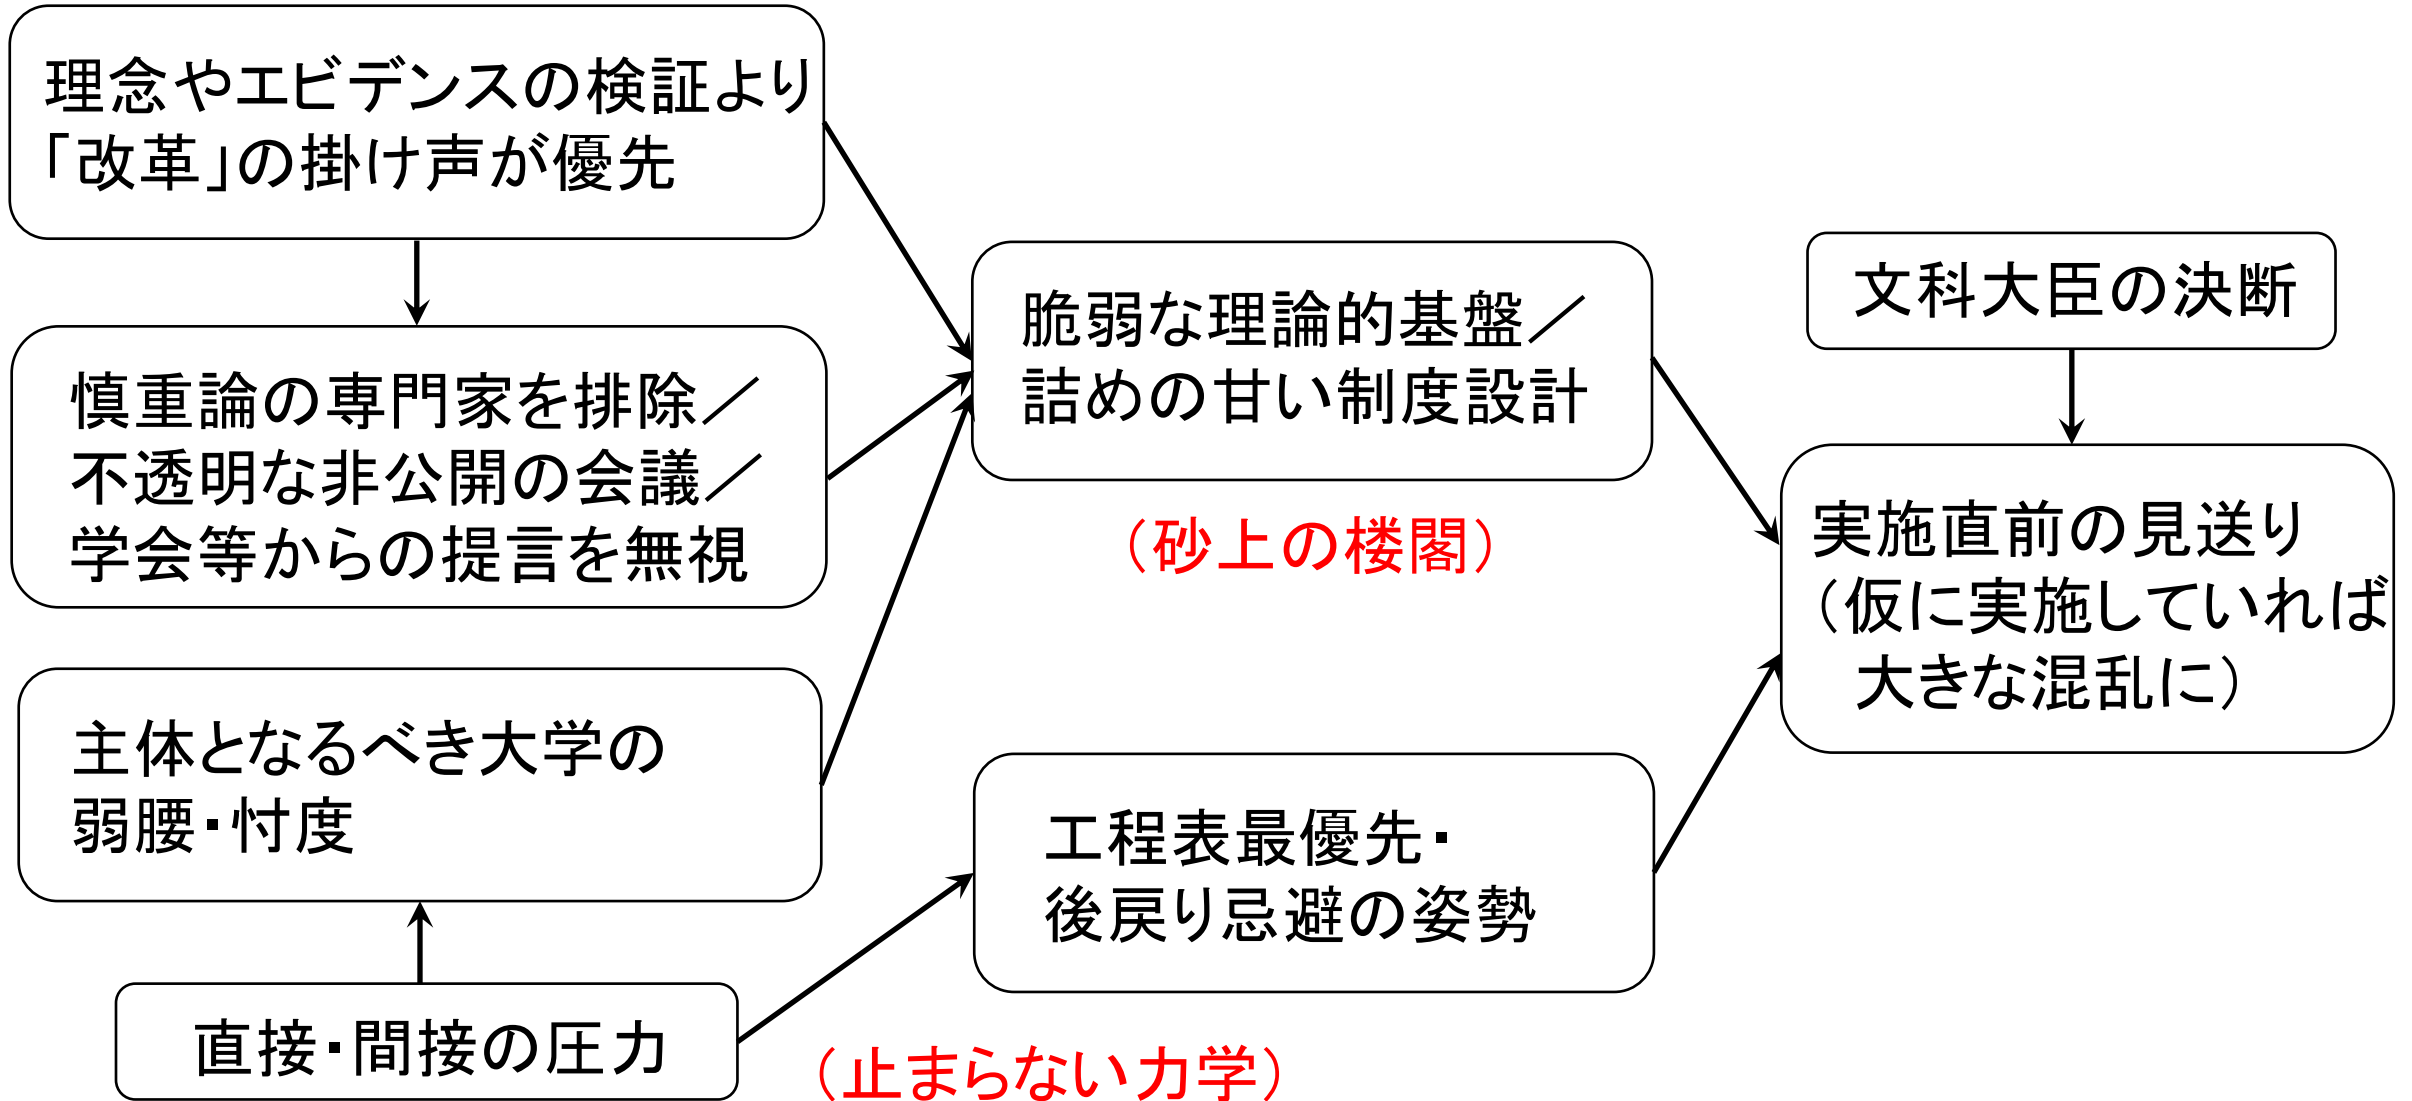 理念やエビデンスの検証より
「改革」の掛け声が優先
慎重論の専門家を排除／
不透明な非公開の会議／
学会等からの提言を無視
主体となるべき大学の
弱腰・忖度
直接・間接の圧力
脆弱な理論的基盤／
詰めの甘い制度設計
（砂上の楼閣）
工程表最優先・
後戻り忌避の姿勢
（止まらない力学）
文科大臣の決断
実施直前の見送り
（仮に実施していれば
大きな混乱に）